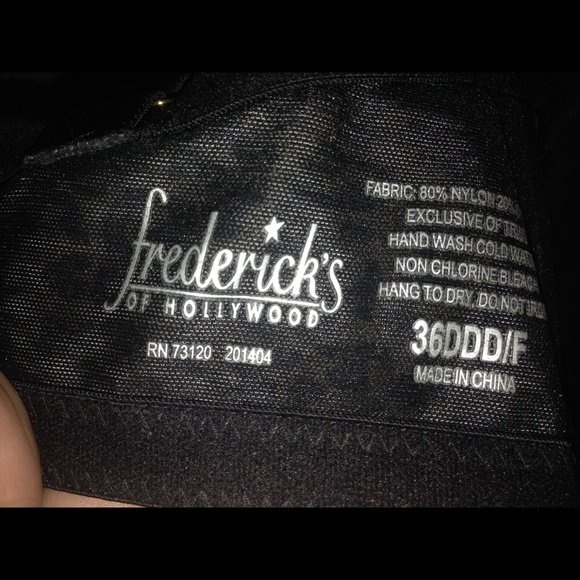 frederick's
OF HOLLYWOOD
RN 73120 201404
FABRIC: 80% NYLON
EXCLUSIVE OF
HAND WASH COLD
NON CHLORINE
HANG TO DRY. DO NOT
36DDD/F
MADE IN CHINA